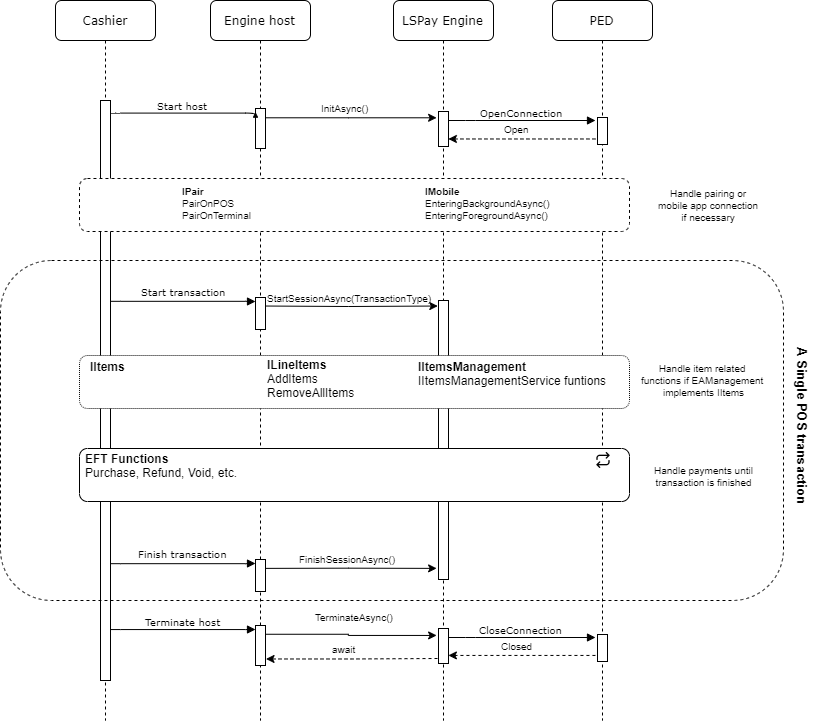 Cashier
Engine host
LSPay Engine
PED
Start host
InitAsync()
OpenConnection
Open
IPair
PairOnPOS
PairOnTerminal
IMobile
EnteringBackgroundAsync()
EnteringForegroundAsync()
Handle pairing or
mobile app connection
if necessary
Start transaction
StartSessionAsync(TransactionType)
IItems
ILineItems
AddItems
RemoveAllItems
IItemsManagement
IItemsManagementService funtions
Handle item related
functions if EAManagement
implements IItems
A Single POS transaction
EFT Functions
Purchase, Refund, Void, etc.
Handle payments until
transaction is finished
Finish transaction
FinishSessionAsync()
Terminate host
TerminateAsync()
CloseConnection
await
Closed